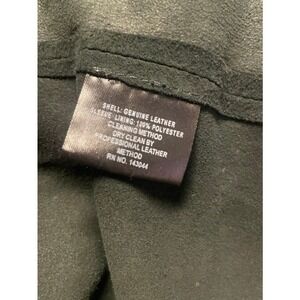 SHELL: GENUINE LEATHER
SLEEVE LINING: 100% POLYESTER
CLEANING METHOD
DRY CLEAN BY
PROFESSIONAL LEATHER
METHOD
RN NO. 143044